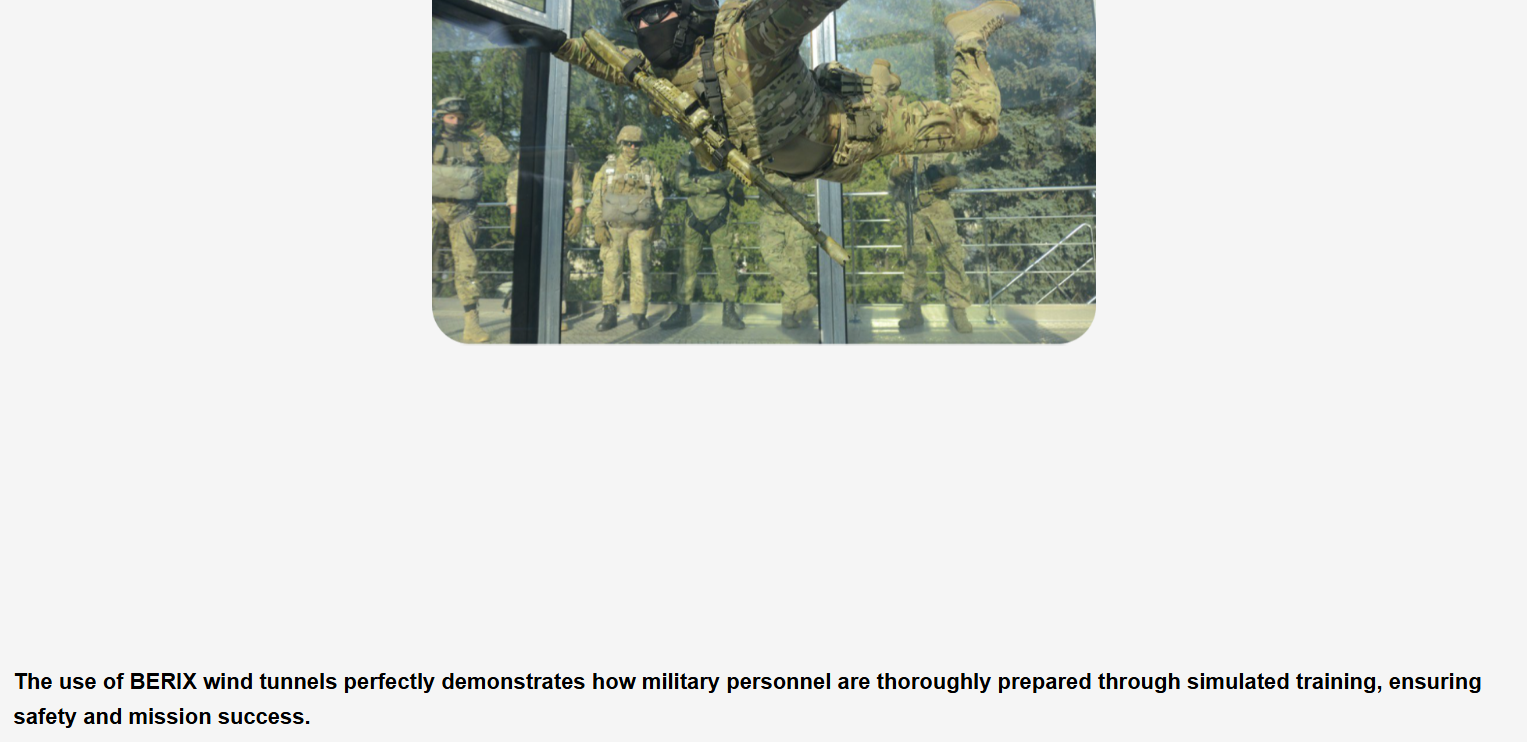 The use of BERIX wind tunnels perfectly demonstrates how military personnel are thoroughly prepared through simulated training, ensuring
safety and mission success.